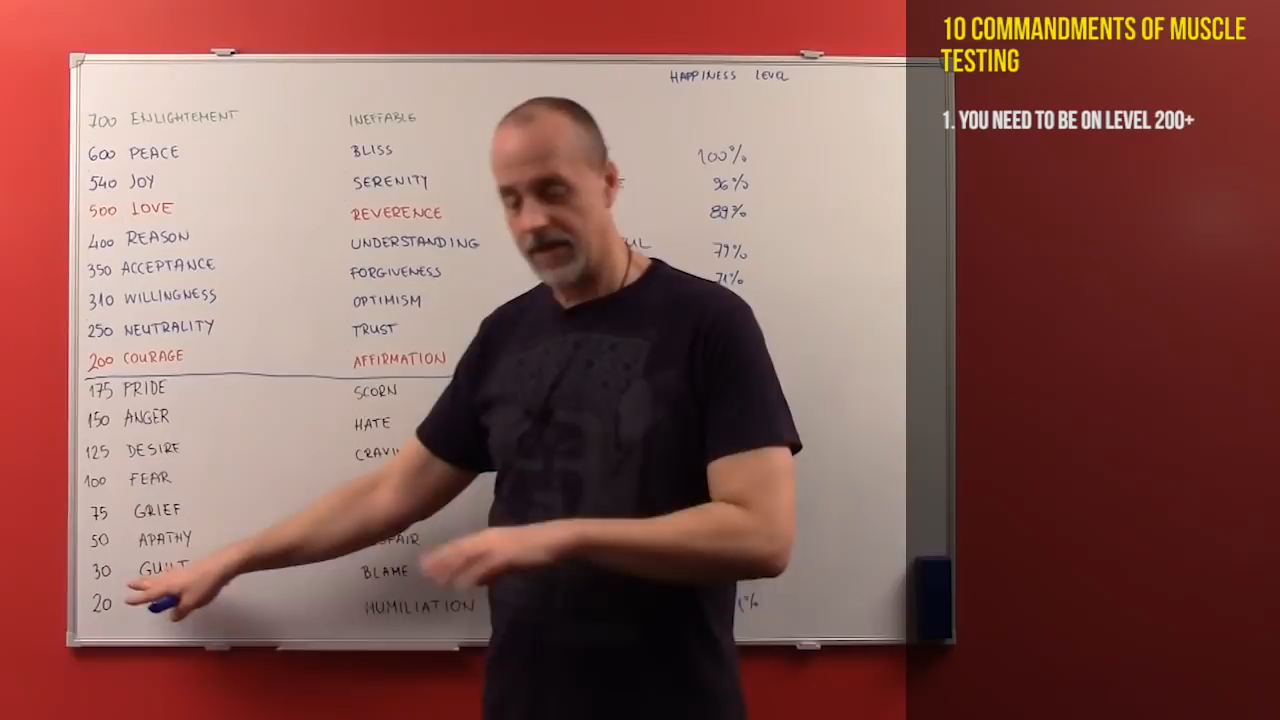 10 COMMANDMENTS OF MUSCLE
TESTING
1. YOU NEED TO BE ON LEVEL 200+
HAPPINESS LEVEL
700 ENLIGHTEMENT INEFFABLE
600 PEACE BLISS 100%
540 JOY SERENITY 96%
500 LOVE REVERENCE 89%
400 REASON UNDERSTANDING 79%
350 ACCEPTANCE FORGIVENESS 71%
310 WILLINGNESS OPTIMISM
250 NEUTRALITY TRUST
200 COURAGE AFFIRMATION
175 PRIDE SCORN
150 ANGER HATE
125 DESIRE
100 FEAR
75 GRIEF
50 APATHY
30 GUILT BLAME
20 HUMILIATION